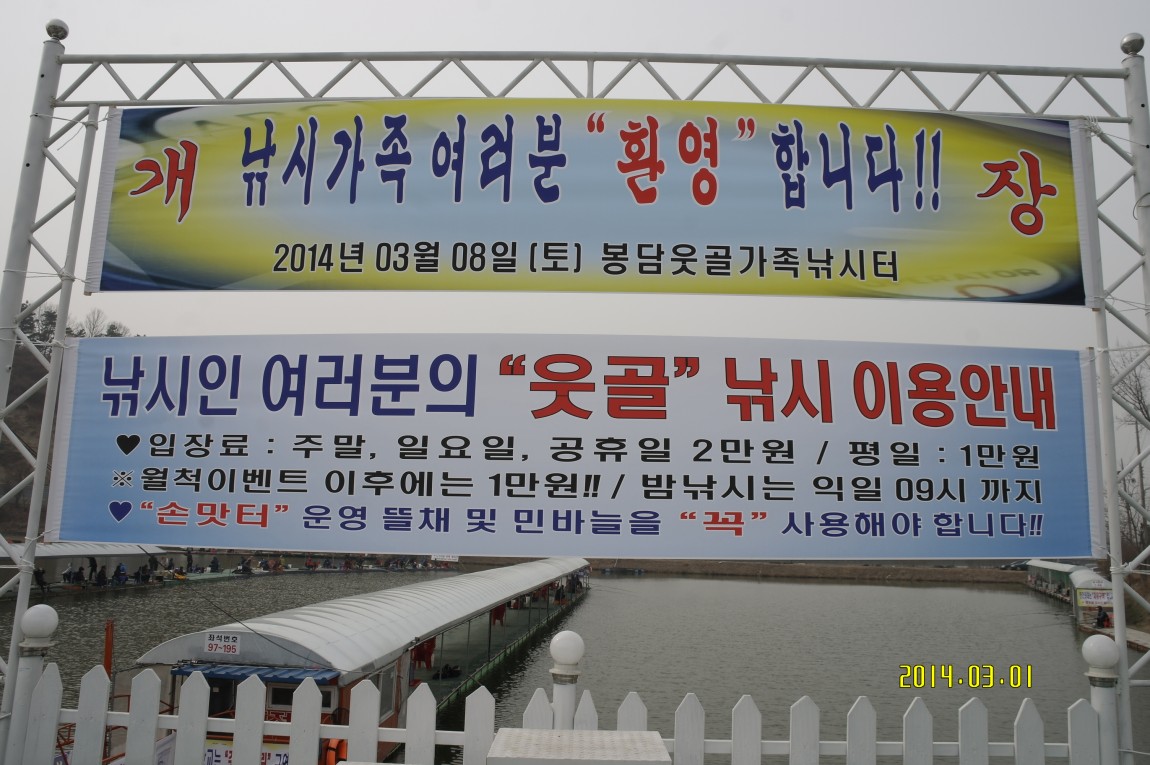 개 낚시가족 여러분 "환영" 합니다!! 장
2014년 03월 08일 (토) 봉담웃골가족낚시터
낚시인 여러분의 "웃골" 낚시 이용안내
♥입장료 : 주말, 일요일, 공휴일 2만원 / 평일 : 1만원
※월척이벤트 이후에는 1만원!! / 밤낚시는 익일 09시 까지
♥"손맛터" 운영 뜰채 및 민바늘을 "꼭" 사용해야 합니다!!
좌석번호
97-195
2014.03.01